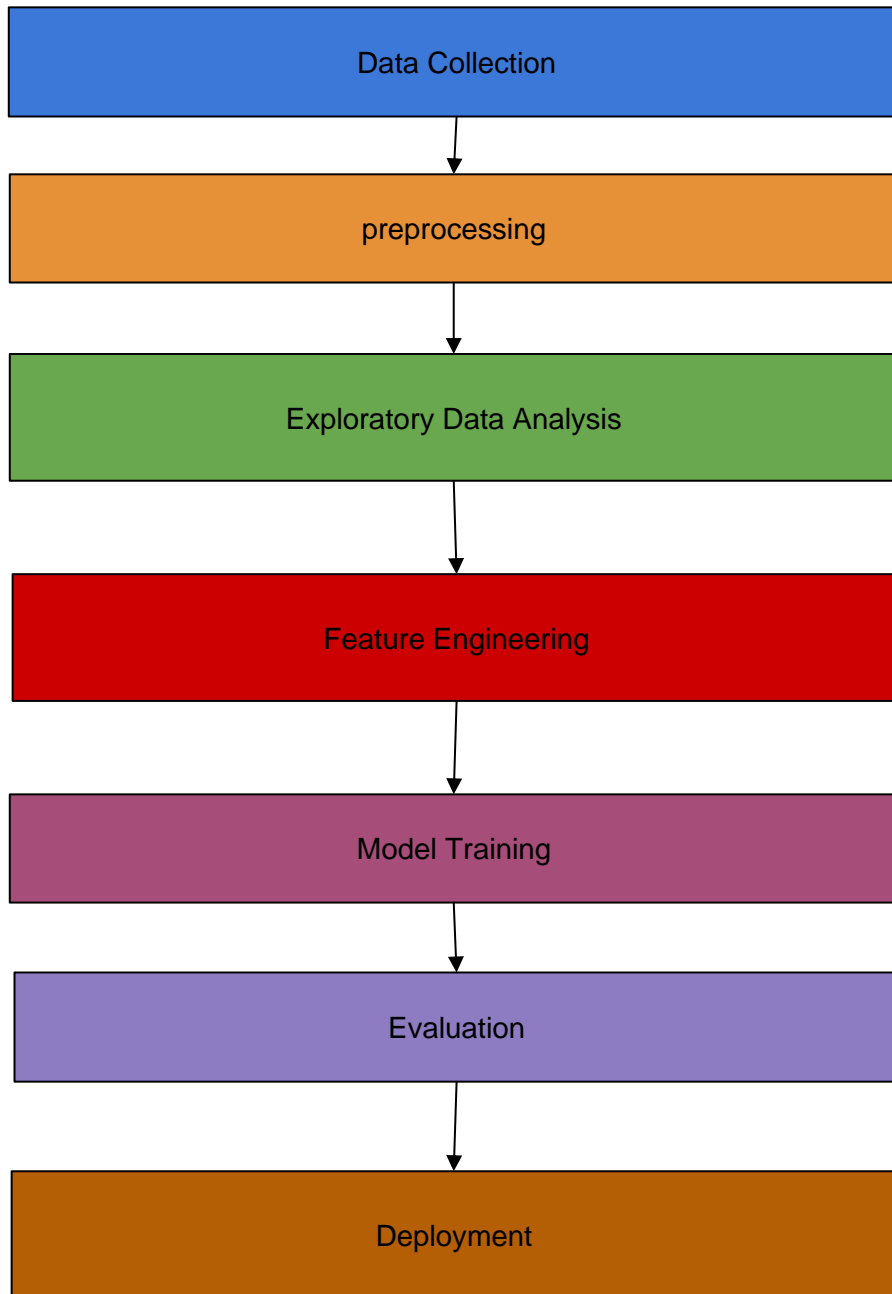 Data Collection
preprocessing
Exploratory Data Analysis
Feature Engineering
Model Training
Evaluation
Deployment